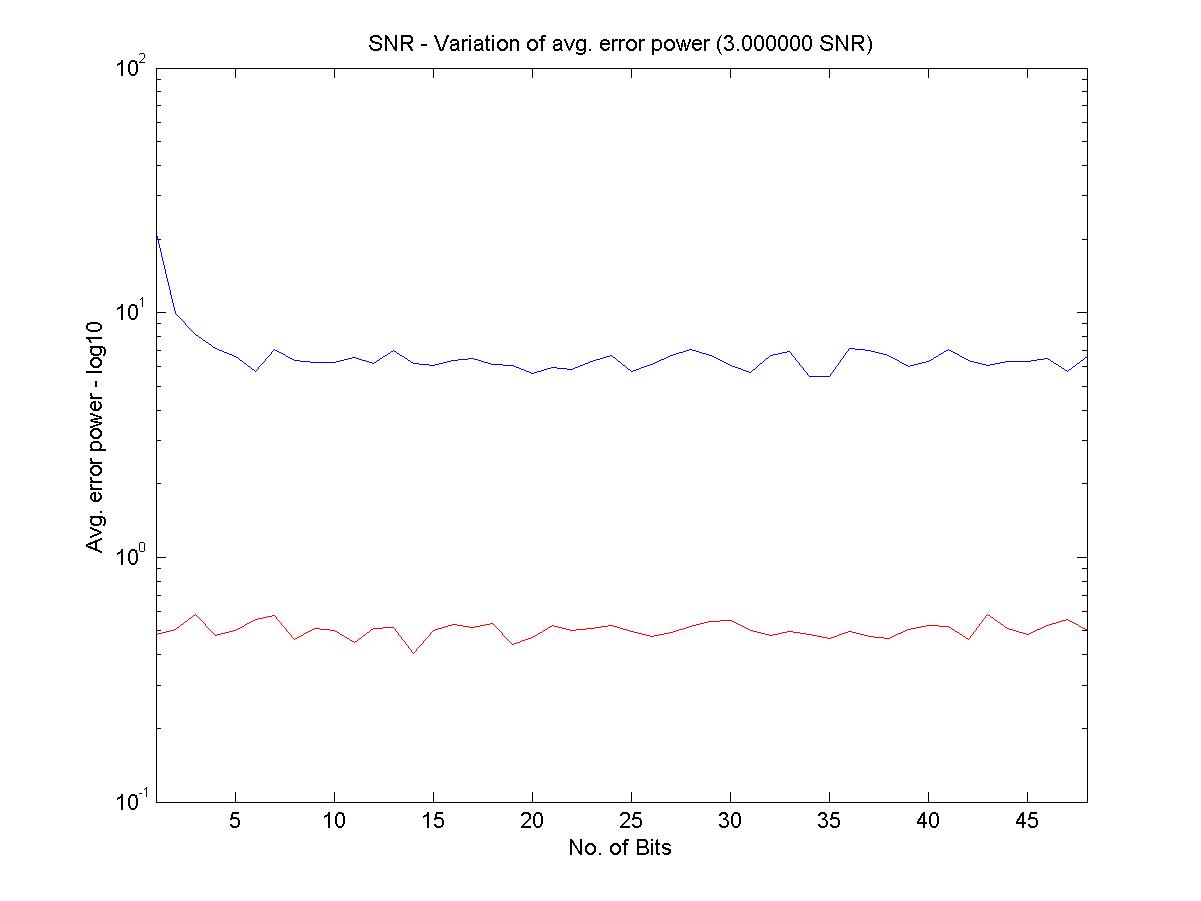 SNR - Variation of avg. error power (3.000000 SNR)
10^2
10^1
10^0
10^-1
Avg. error power - log10
5 10 15 20 25 30 35 40 45
No. of Bits